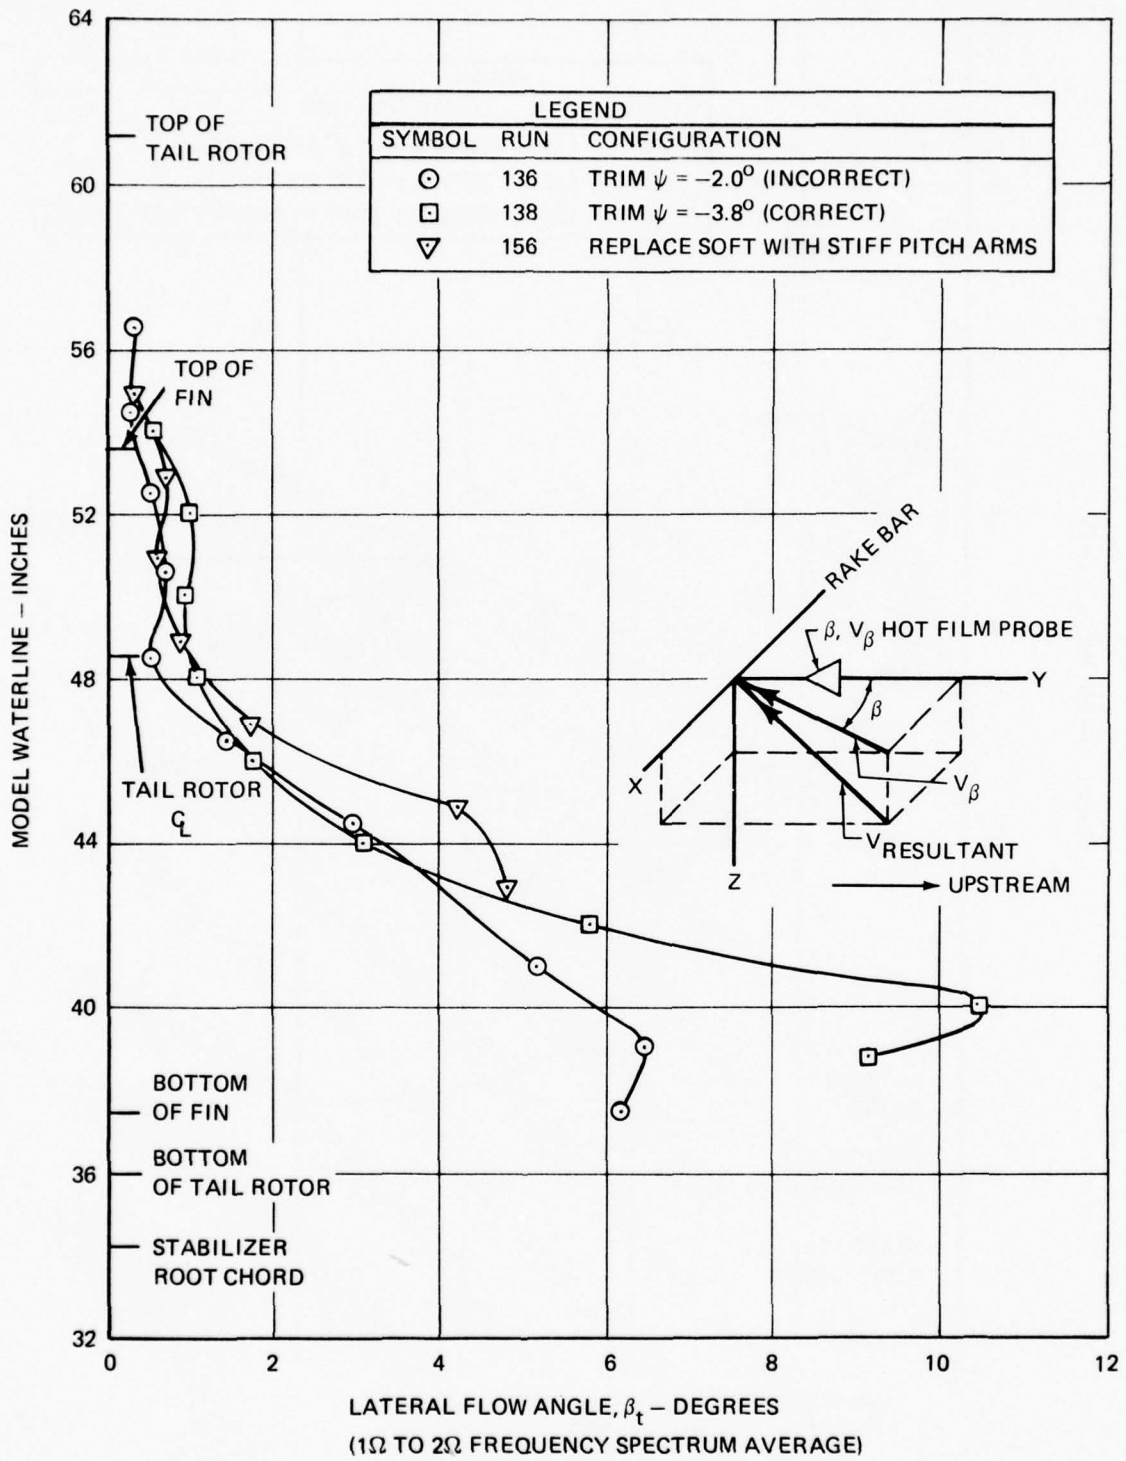 64
60
56
52
48
44
40
36
32
MODEL WATERLINE – INCHES
TOP OF
TAIL ROTOR
LEGEND
SYMBOL RUN CONFIGURATION
136 TRIM ψ = −2.0° (INCORRECT)
138 TRIM ψ = −3.8° (CORRECT)
156 REPLACE SOFT WITH STIFF PITCH ARMS
TOP OF
FIN
RAKE BAR
β, Vβ HOT FILM PROBE
Y
β
X
Vβ
VRESULTANT
Z
UPSTREAM
TAIL ROTOR
℄
BOTTOM
OF FIN
BOTTOM
OF TAIL ROTOR
STABILIZER
ROOT CHORD
0 2 4 6 8 10 12
LATERAL FLOW ANGLE, βt – DEGREES
(1Ω TO 2Ω FREQUENCY SPECTRUM AVERAGE)